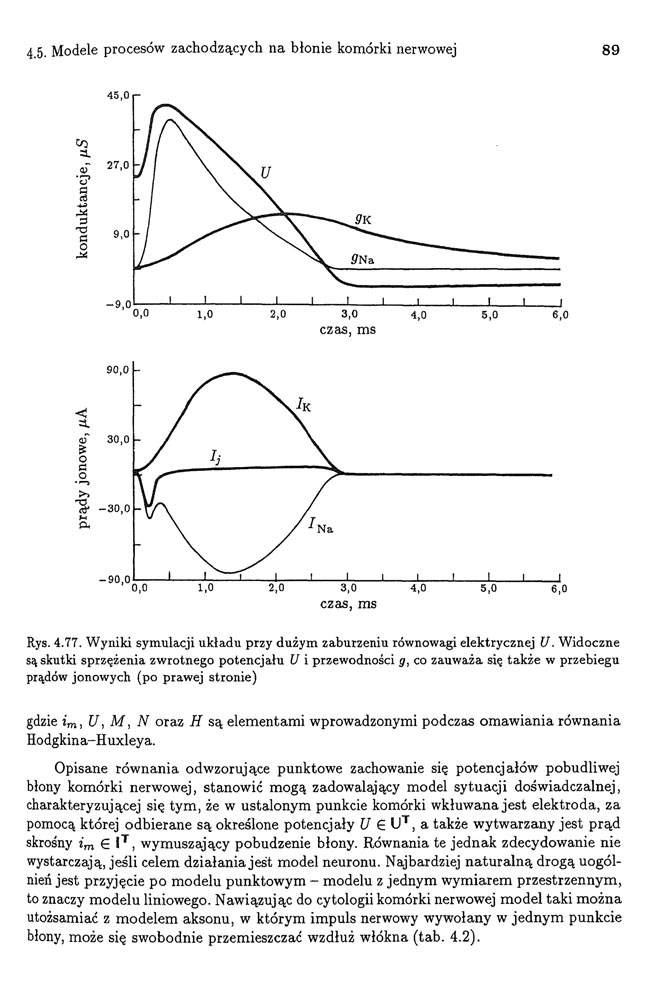 4.5. Modele procesów zachodzących na błonie komórki nerwowej 89
45,0
27,0
9,0
−9,0
konduktancje, μS
U
gK
gNa
0,0 1,0 2,0 3,0 4,0 5,0 6,0
czas, ms
90,0
30,0
−30,0
−90,0
prądy jonowe, μA
IK
Ij
INa
0,0 1,0 2,0 3,0 4,0 5,0 6,0
czas, ms
Rys. 4.77. Wyniki symulacji układu przy dużym zaburzeniu równowagi elektrycznej U. Widoczne
są skutki sprzężenia zwrotnego potencjału U i przewodności g, co zauważa się także w przebiegu
prądów jonowych (po prawej stronie)
gdzie iₘ, U, M, N oraz H są elementami wprowadzonymi podczas omawiania równania
Hodgkina–Huxleya.
Opisane równania odwzorujące punktowe zachowanie się potencjałów pobudliwej
błony komórki nerwowej, stanowić mogą zadowalający model sytuacji doświadczalnej,
charakteryzującej się tym, że w ustalonym punkcie komórki wkłuwana jest elektroda, za
pomocą której odbierane są określone potencjały U ∈ Uᵀ, a także wytwarzany jest prąd
skrośny iₘ ∈ Iᵀ, wymuszający pobudzenie błony. Równania te jednak zdecydowanie nie
wystarczają, jeśli celem działania jest model neuronu. Najbardziej naturalną drogą uogól-
nień jest przyjęcie po modelu punktowym – modelu z jednym wymiarem przestrzennym,
to znaczy modelu liniowego. Nawiązując do cytologii komórki nerwowej model taki można
utożsamiać z modelem aksonu, w którym impuls nerwowy wywołany w jednym punkcie
błony, może się swobodnie przemieszczać wzdłuż włókna (tab. 4.2).